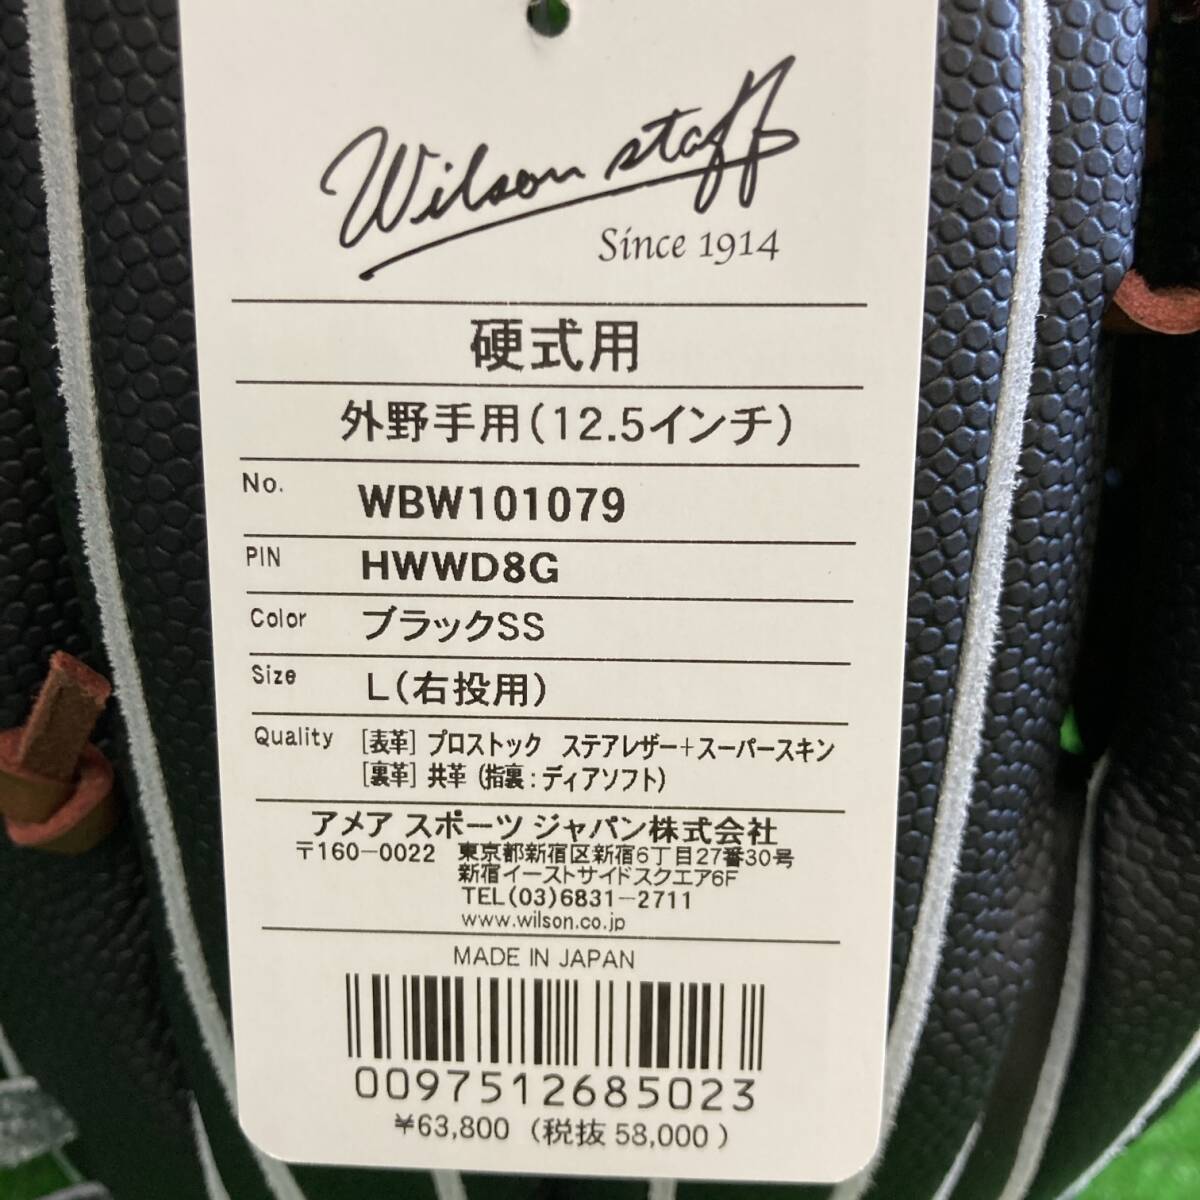 Wilson staff
Since 1914
硬式用
外野手用(12.5インチ)
No. WBW101079
PIN HWWD8G
Color ブラックSS
Size L(右投用)
Quality [表革] プロストック ステアレザー+スーパースキン
[裏革] 共革 (指裏:ディアソフト)
アメア スポーツ ジャパン株式会社
〒160-0022 東京都新宿区新宿6丁目27番30号
新宿イーストサイドスクエア6F
TEL(03)6831-2711
www.wilson.co.jp
MADE IN JAPAN
0097512685023
¥63,800 (税抜 58,000)